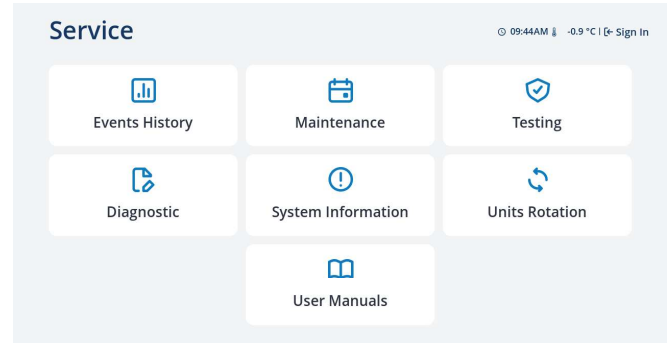 Service
09:44AM -0.9 °C | Sign In
Events History
Maintenance
Testing
Diagnostic
System Information
Units Rotation
User Manuals